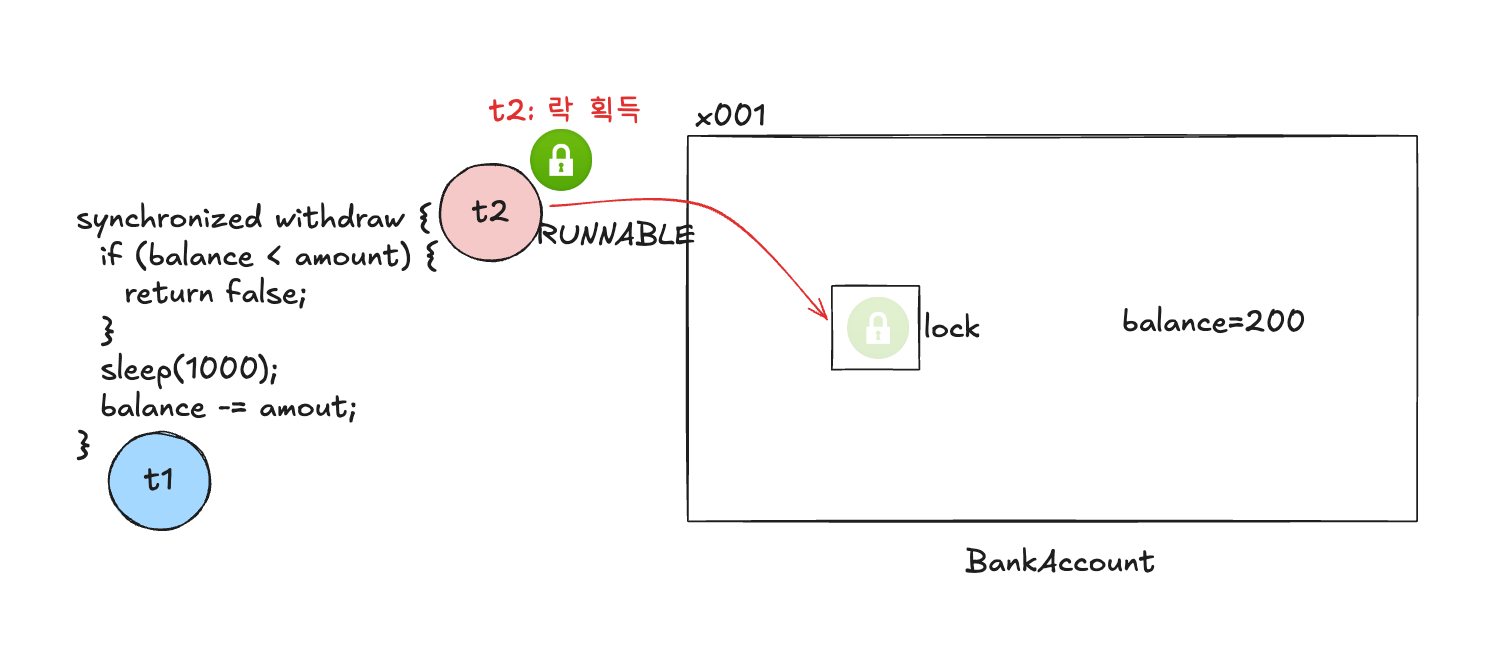 t2: 락 획득
x001
t2
synchronized withdraw {
RUNNABLE
if (balance < amount) {
return false;
}
sleep(1000);
balance -= amout;
}
t1
lock
balance=200
BankAccount